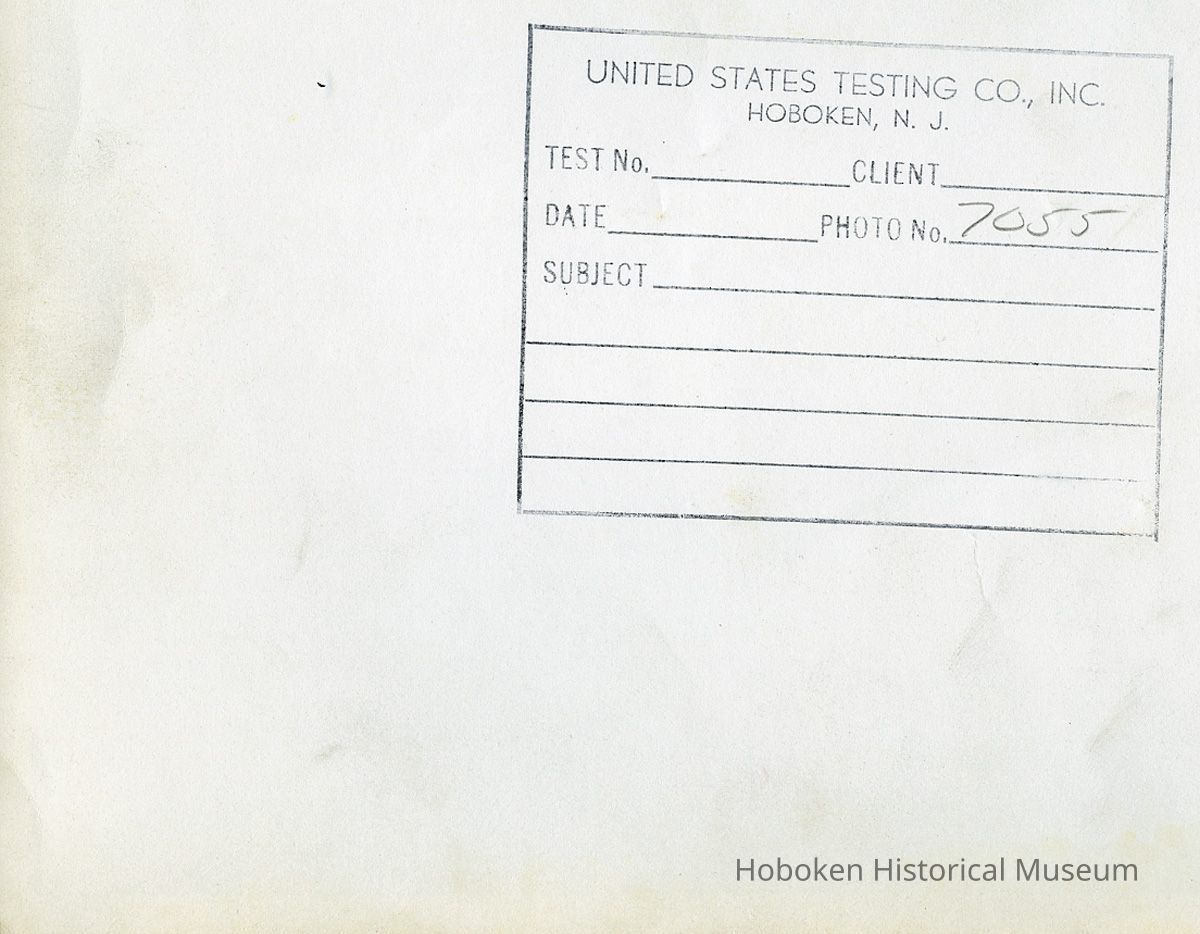 UNITED STATES TESTING CO., INC.
HOBOKEN, N. J.
TEST No. CLIENT
DATE PHOTO No. 7055
SUBJECT
Hoboken Historical Museum